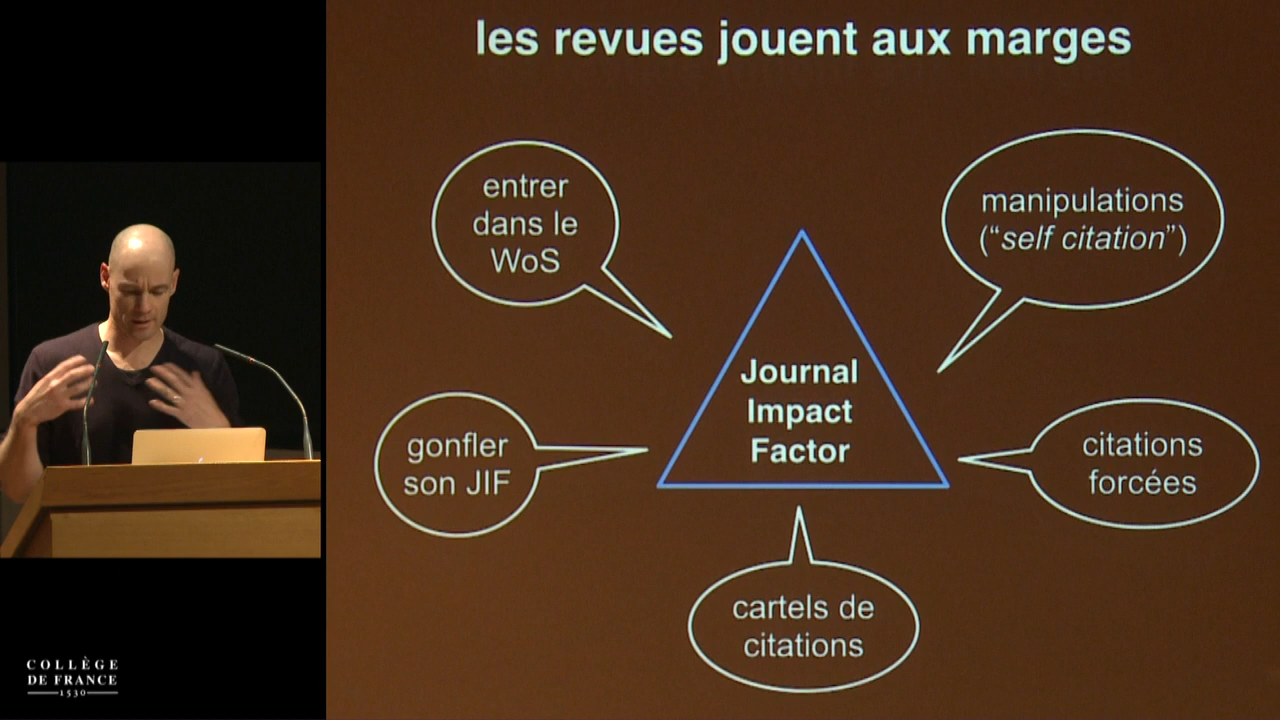 les revues jouent aux marges
entrer
dans le
WoS
manipulations
(“self citation”)
Journal
Impact
Factor
gonfler
son JIF
citations
forcées
cartels de
citations
COLLÈGE
DE FRANCE
1530